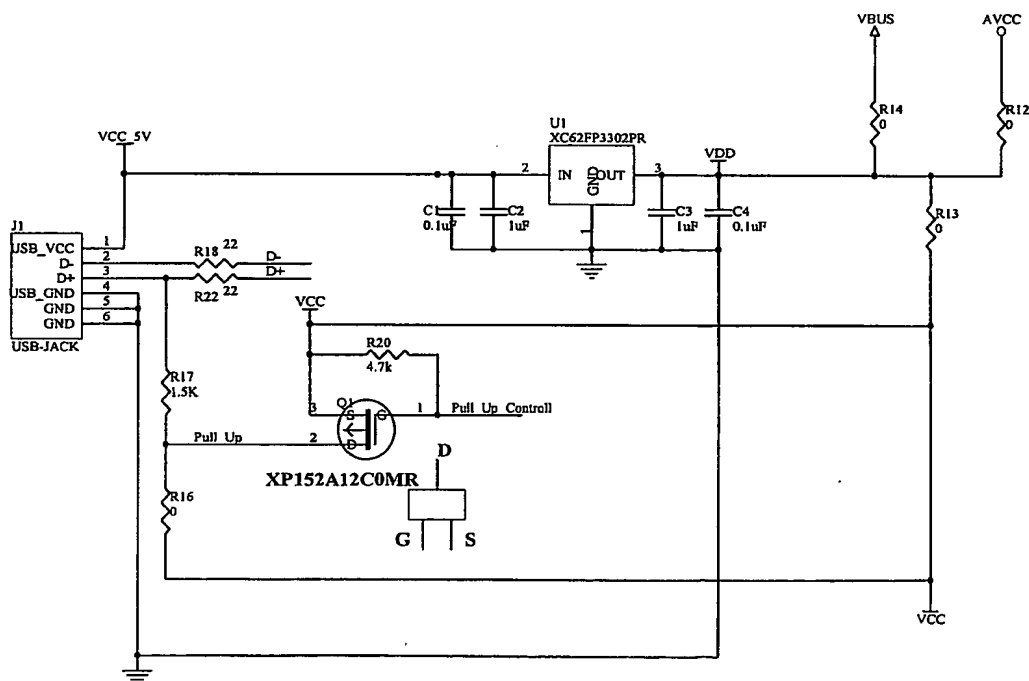 VBUS
AVCC
R14
0
R12
0
U1
XC62FP3302PR
VCC_5V
VDD
2
IN
GND
OUT
3
1
C1
0.1uF
C2
1uF
C3
1uF
C4
0.1uF
R13
0
J1
USB_VCC
1
D-
2
D+
3
USB_GND
4
GND
5
GND
6
USB-JACK
R18
22
D-
D+
R22
22
VCC
R20
4.7k
R17
1.5K
Q1
3
S
G
1
Pull Up Controll
Pull Up
2
D
XP152A12C0MR
D
G
S
R16
0
VCC